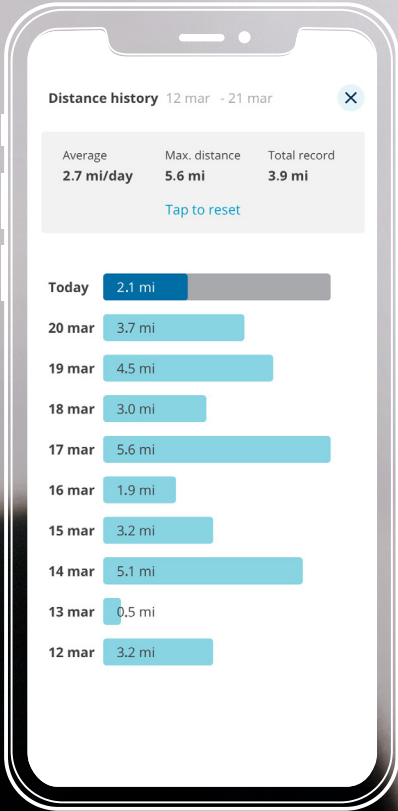 Distance history 12 mar - 21 mar
Average Max. distance Total record
2.7 mi/day 5.6 mi 3.9 mi
Tap to reset
Today 2.1 mi
20 mar 3.7 mi
19 mar 4.5 mi
18 mar 3.0 mi
17 mar 5.6 mi
16 mar 1.9 mi
15 mar 3.2 mi
14 mar 5.1 mi
13 mar 0.5 mi
12 mar 3.2 mi